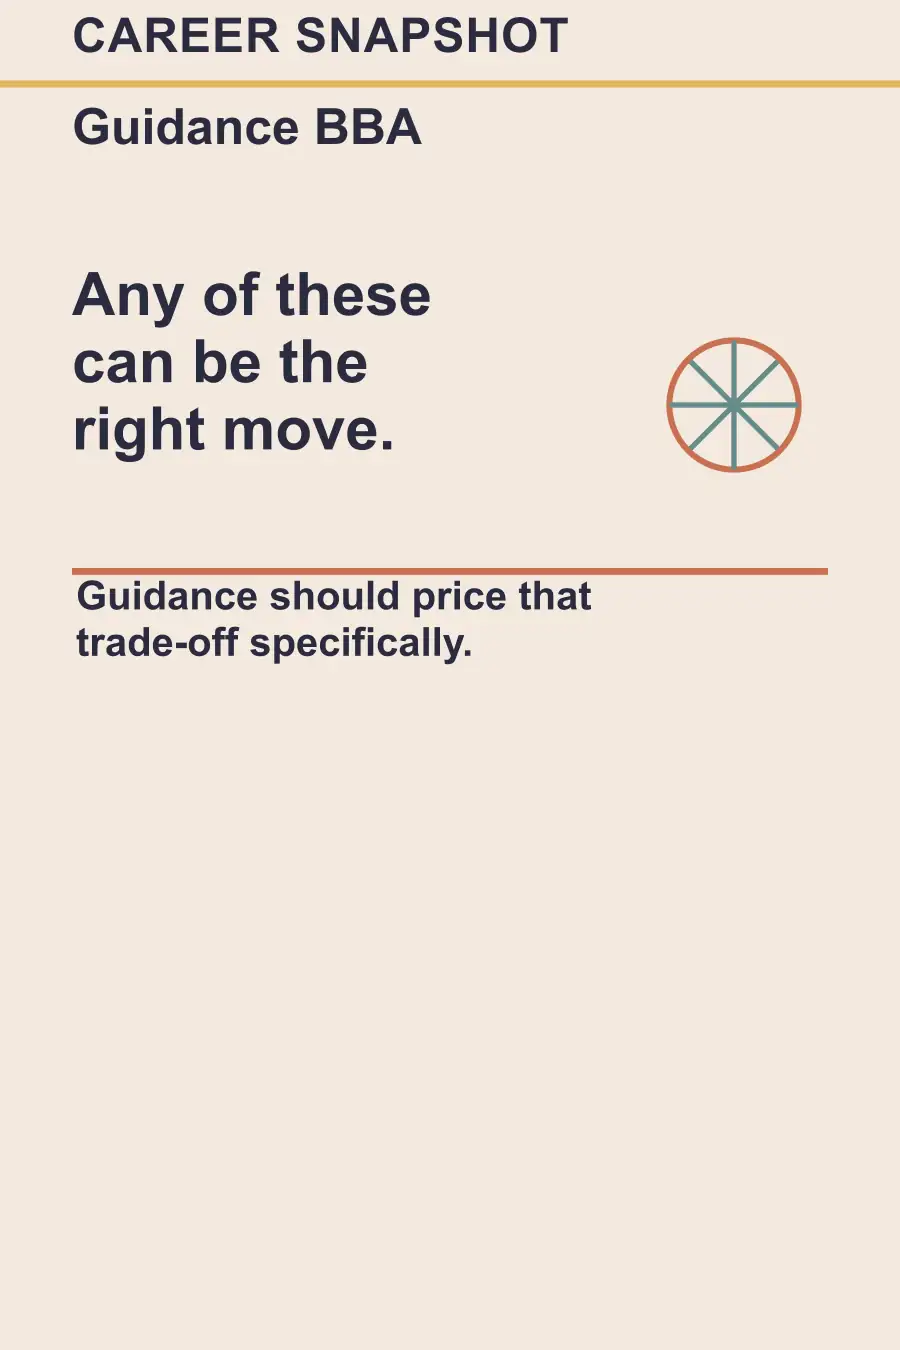 CAREER SNAPSHOT
Guidance BBA
Any of these
can be the
right move.
Guidance should price that
trade-off specifically.